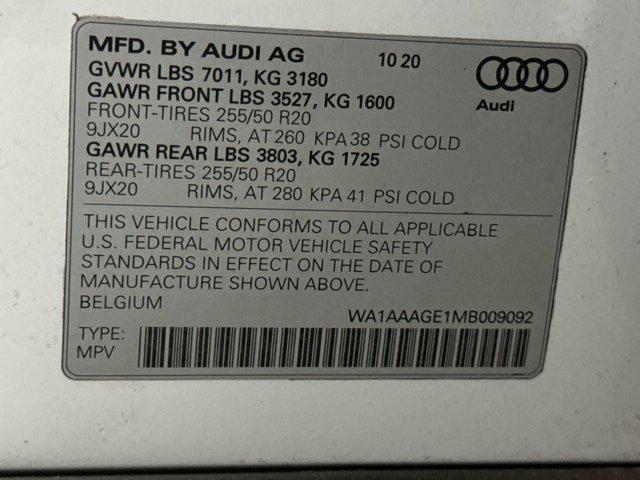 MFD. BY AUDI AG 10 20
GVWR LBS 7011, KG 3180
GAWR FRONT LBS 3527, KG 1600
FRONT-TIRES 255/50 R20
9JX20 RIMS, AT 260 KPA 38 PSI COLD
GAWR REAR LBS 3803, KG 1725
REAR-TIRES 255/50 R20
9JX20 RIMS, AT 280 KPA 41 PSI COLD
Audi
THIS VEHICLE CONFORMS TO ALL APPLICABLE
U.S. FEDERAL MOTOR VEHICLE SAFETY
STANDARDS IN EFFECT ON THE DATE OF
MANUFACTURE SHOWN ABOVE.
BELGIUM WA1AAAGE1MB009092
TYPE:
MPV